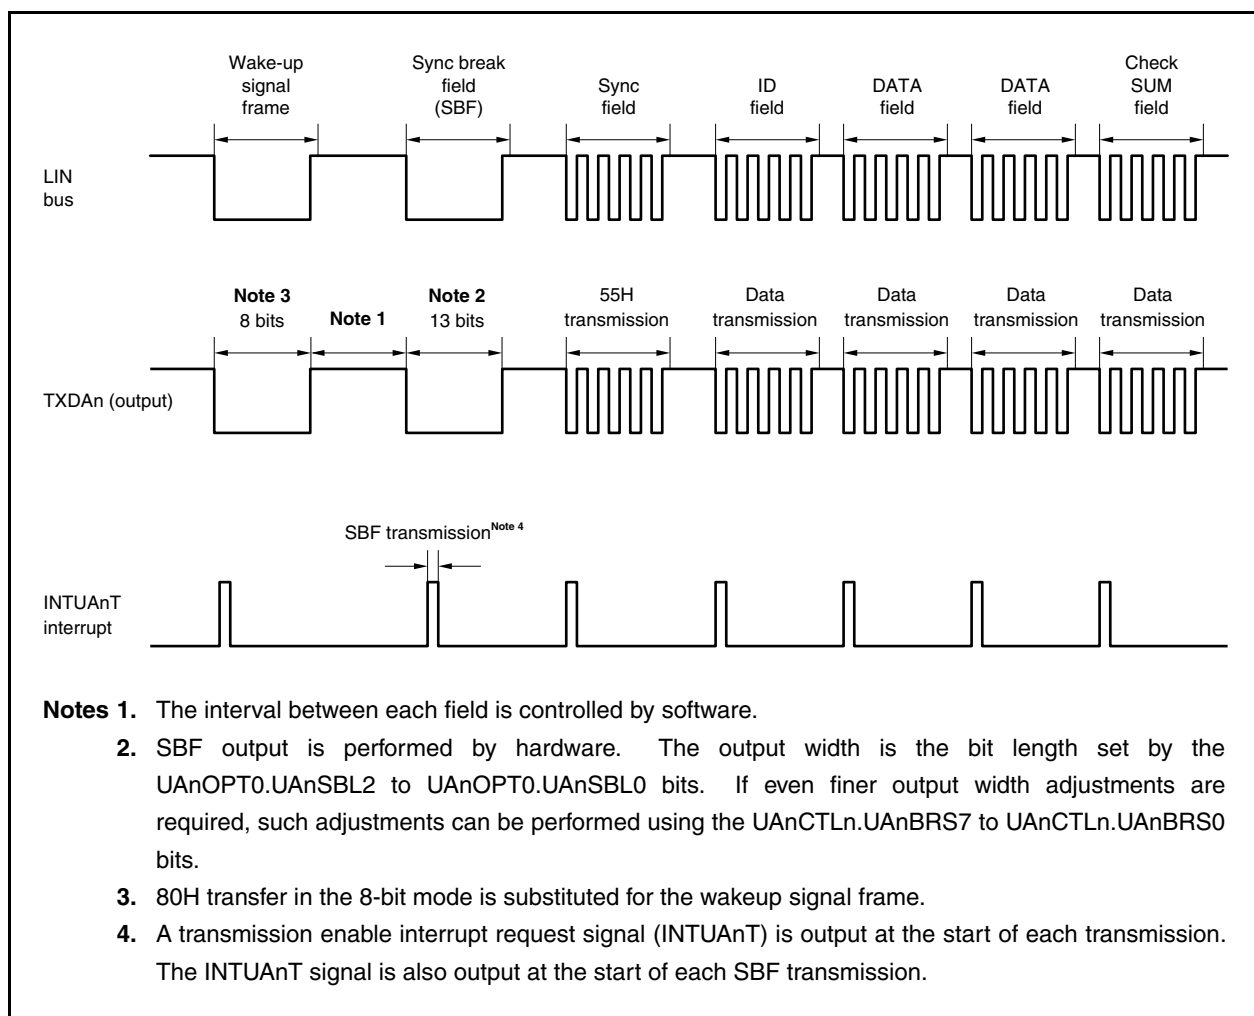 Wake-up
signal
frame
Sync break
field
(SBF)
Sync
field
ID
field
DATA
field
DATA
field
Check
SUM
field
LIN
bus
Note 3
8 bits
Note 1
Note 2
13 bits
55H
transmission
Data
transmission
Data
transmission
Data
transmission
Data
transmission
TXDAn (output)
SBF transmission Note 4
INTUAnT
interrupt
Notes 1. The interval between each field is controlled by software.
2. SBF output is performed by hardware. The output width is the bit length set by the
UAnOPT0.UAnSBL2 to UAnOPT0.UAnSBL0 bits. If even finer output width adjustments are
required, such adjustments can be performed using the UAnCTLn.UAnBRS7 to UAnCTLn.UAnBRS0
bits.
3. 80H transfer in the 8-bit mode is substituted for the wakeup signal frame.
4. A transmission enable interrupt request signal (INTUAnT) is output at the start of each transmission.
The INTUAnT signal is also output at the start of each SBF transmission.